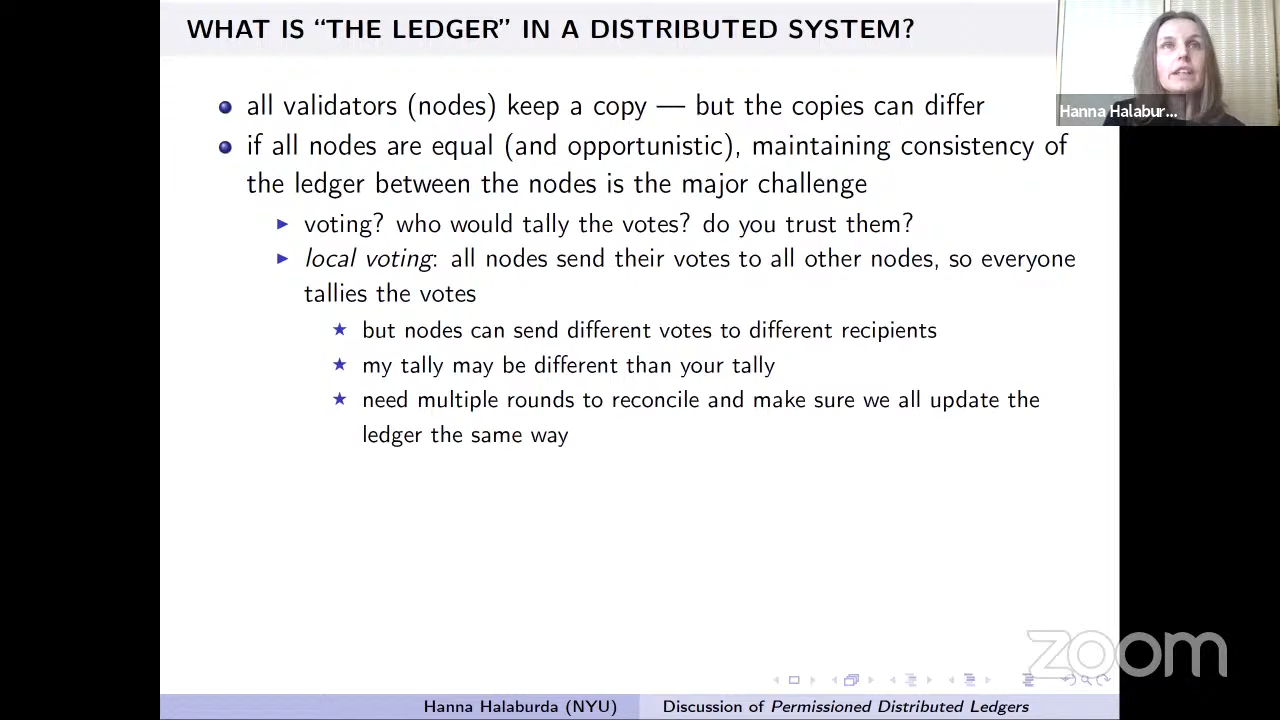 WHAT IS “THE LEDGER” IN A DISTRIBUTED SYSTEM?
Hanna Halabur...
all validators (nodes) keep a copy — but the copies can differ
if all nodes are equal (and opportunistic), maintaining consistency of
the ledger between the nodes is the major challenge
voting? who would tally the votes? do you trust them?
local voting: all nodes send their votes to all other nodes, so everyone
tallies the votes
but nodes can send different votes to different recipients
my tally may be different than your tally
need multiple rounds to reconcile and make sure we all update the
ledger the same way
zoom
Hanna Halaburda (NYU)
Discussion of Permissioned Distributed Ledgers